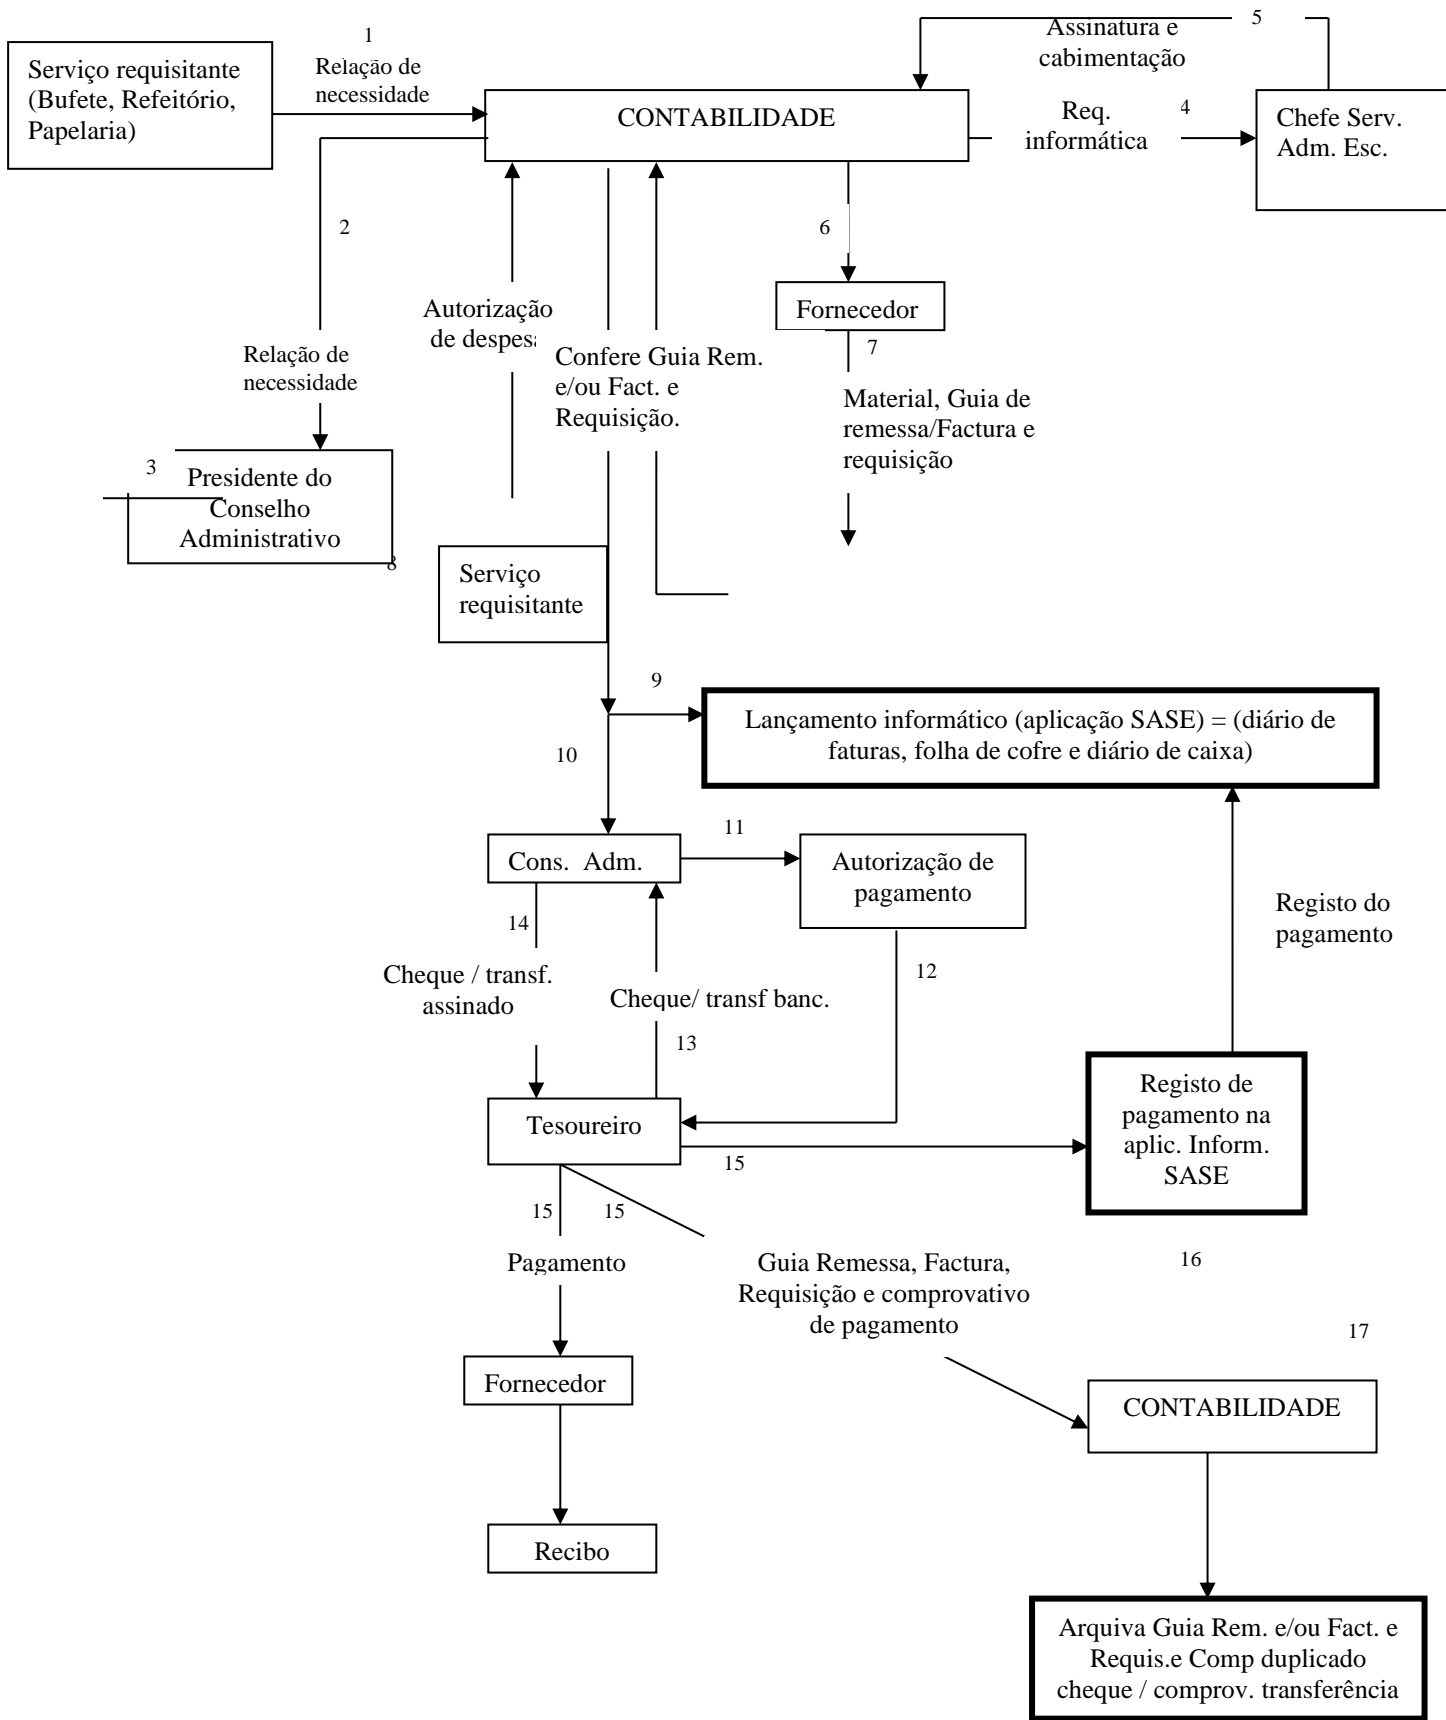 1
Relação de
necessidade
Serviço requisitante
(Bufete, Refeitório,
Papelaria)
CONTABILIDADE
5
Assinatura e
cabimentação
Req.
informática
4
Chefe Serv.
Adm. Esc.
2
6
Fornecedor
7
Autorização
de despes
Relação de
necessidade
Confere Guia Rem.
e/ou Fact. e
Requisição.
Material, Guia de
remessa/Factura e
requisição
3
Presidente do
Conselho
Administrativo
8
Serviço
requisitante
9
Lançamento informático (aplicação SASE) = (diário de
faturas, folha de cofre e diário de caixa)
10
Cons. Adm.
11
Autorização de
pagamento
Registo do
pagamento
14
12
Cheque / transf.
assinado
Cheque/ transf banc.
13
Tesoureiro
15
Registo de
pagamento na
aplic. Inform.
SASE
15
15
Pagamento
Guia Remessa, Factura,
Requisição e comprovativo
de pagamento
16
17
Fornecedor
CONTABILIDADE
Recibo
Arquiva Guia Rem. e/ou Fact. e
Requis.e Comp duplicado
cheque / comprov. transferência